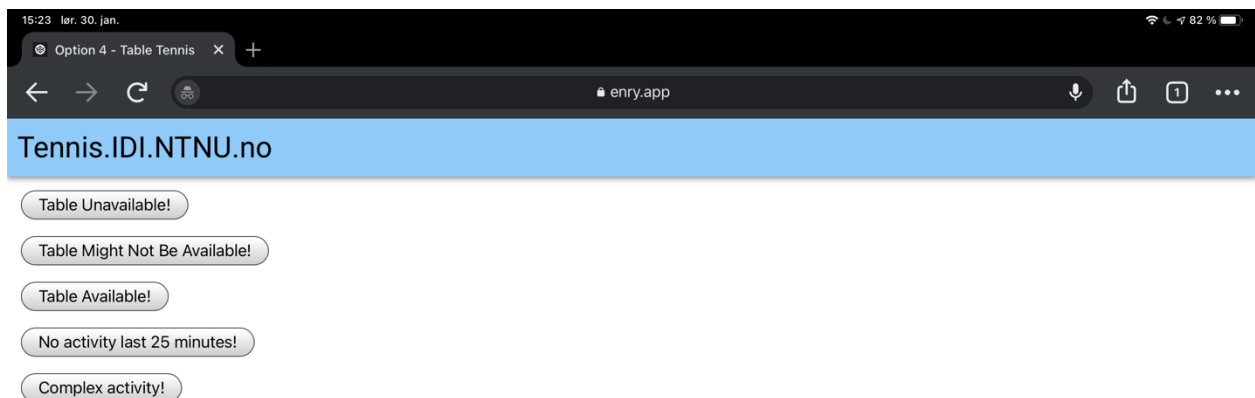 15:23 lør. 30. jan.
82 %
Option 4 - Table Tennis
enry.app
1
Tennis.IDI.NTNU.no
Table Unavailable!
Table Might Not Be Available!
Table Available!
No activity last 25 minutes!
Complex activity!